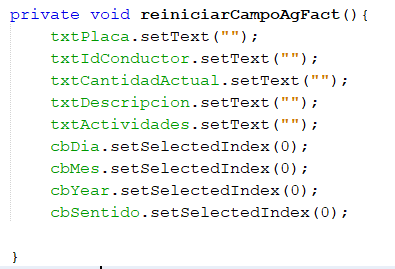 private void reiniciarCampoAgFact(){
txtPlaca.setText("");
txtIdConductor.setText("");
txtCantidadActual.setText("");
txtDescripcion.setText("");
txtActividades.setText("");
cbDia.setSelectedIndex(0);
cbMes.setSelectedIndex(0);
cbYear.setSelectedIndex(0);
cbSentido.setSelectedIndex(0);
}